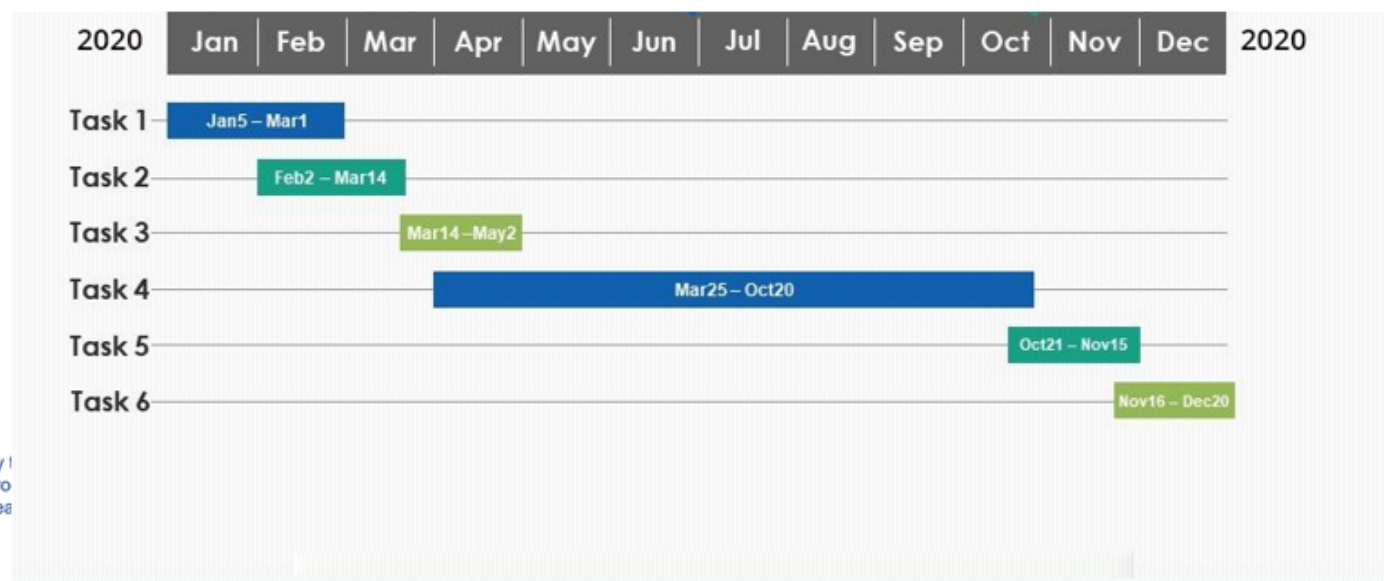 2020 Jan Feb Mar Apr May Jun Jul Aug Sep Oct Nov Dec 2020
Task 1 Jan5 – Mar1
Task 2 Feb2 – Mar14
Task 3 Mar14 –May2
Task 4 Mar25 – Oct20
Task 5 Oct21 – Nov15
Task 6 Nov16 – Dec20